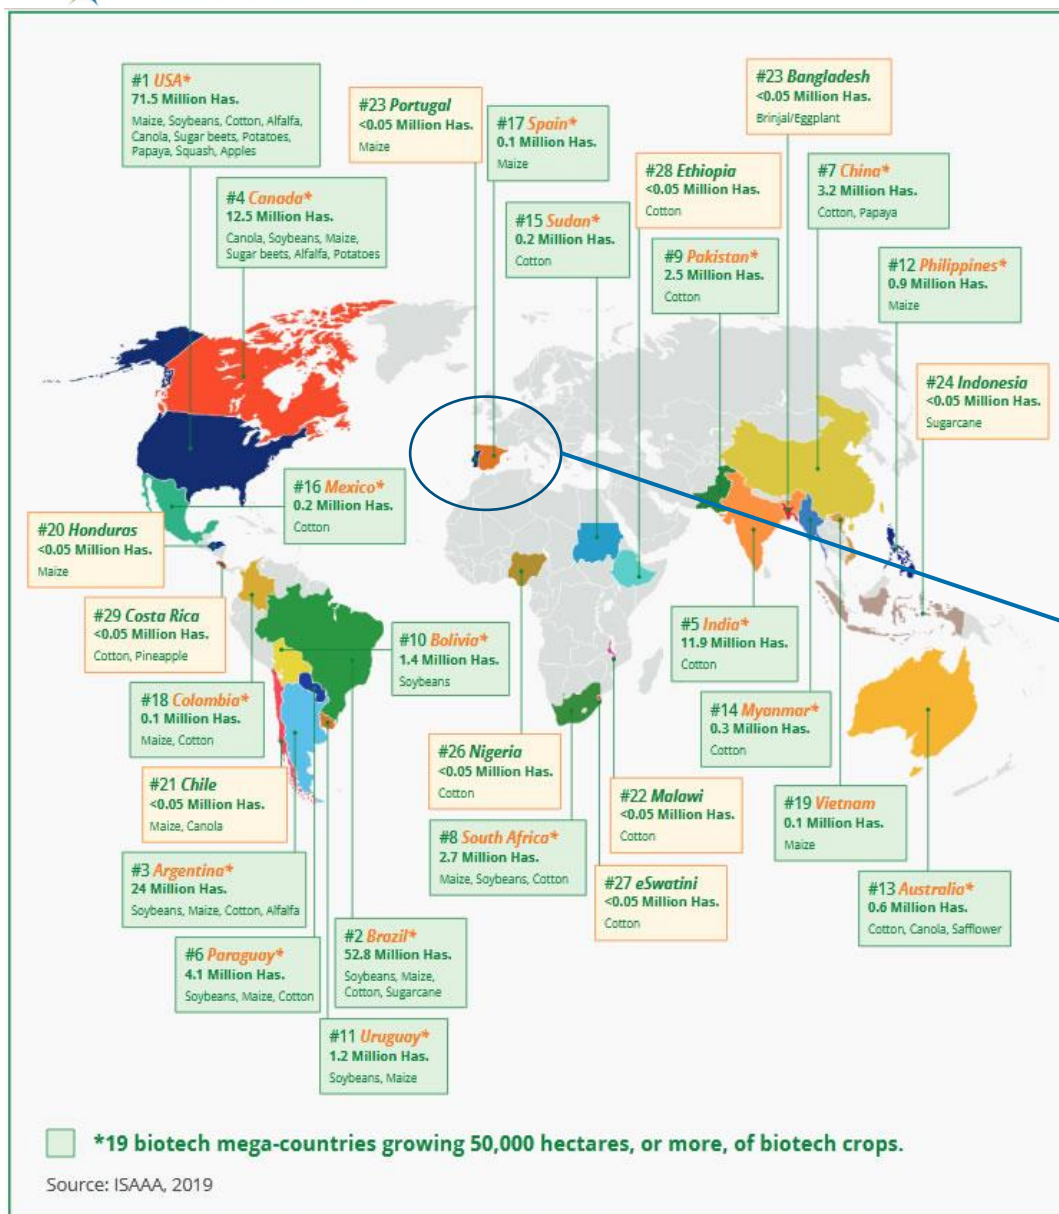 #1 USA*
71.5 Million Has.
Maize, Soybeans, Cotton, Alfalfa,
Canola, Sugar beets, Potatoes,
Papaya, Squash, Apples
#23 Portugal
<0.05 Million Has.
Maize
#17 Spain*
0.1 Million Has.
Maize
#23 Bangladesh
<0.05 Million Has.
Brinjal/Eggplant
#4 Canada*
12.5 Million Has.
Canola, Soybeans, Maize,
Sugar beets, Alfalfa, Potatoes
#15 Sudan*
0.2 Million Has.
Cotton
#28 Ethiopia
<0.05 Million Has.
Cotton
#7 China*
3.2 Million Has.
Cotton, Papaya
#9 Pakistan*
2.5 Million Has.
Cotton
#12 Philippines*
0.9 Million Has.
Maize
#24 Indonesia
<0.05 Million Has.
Sugarcane
#16 Mexico*
0.2 Million Has.
Cotton
#20 Honduras
<0.05 Million Has.
Maize
#29 Costa Rica
<0.05 Million Has.
Cotton, Pineapple
#10 Bolivia*
1.4 Million Has.
Soybeans
#5 India*
11.9 Million Has.
Cotton
#18 Colombia*
0.1 Million Has.
Maize, Cotton
#14 Myanmar*
0.3 Million Has.
Cotton
#26 Nigeria
<0.05 Million Has.
Cotton
#21 Chile
<0.05 Million Has.
Maize, Canola
#22 Malawi
<0.05 Million Has.
Cotton
#19 Vietnam
0.1 Million Has.
Maize
#8 South Africa*
2.7 Million Has.
Maize, Soybeans, Cotton
#3 Argentina*
24 Million Has.
Soybeans, Maize, Cotton, Alfalfa
#27 eSwatini
<0.05 Million Has.
Cotton
#13 Australia*
0.6 Million Has.
Cotton, Canola, Safflower
#2 Brazil*
52.8 Million Has.
Soybeans, Maize,
Cotton, Sugarcane
#6 Paraguay*
4.1 Million Has.
Soybeans, Maize, Cotton
#11 Uruguay*
1.2 Million Has.
Soybeans, Maize
*19 biotech mega-countries growing 50,000 hectares, or more, of biotech crops.
Source: ISAAA, 2019